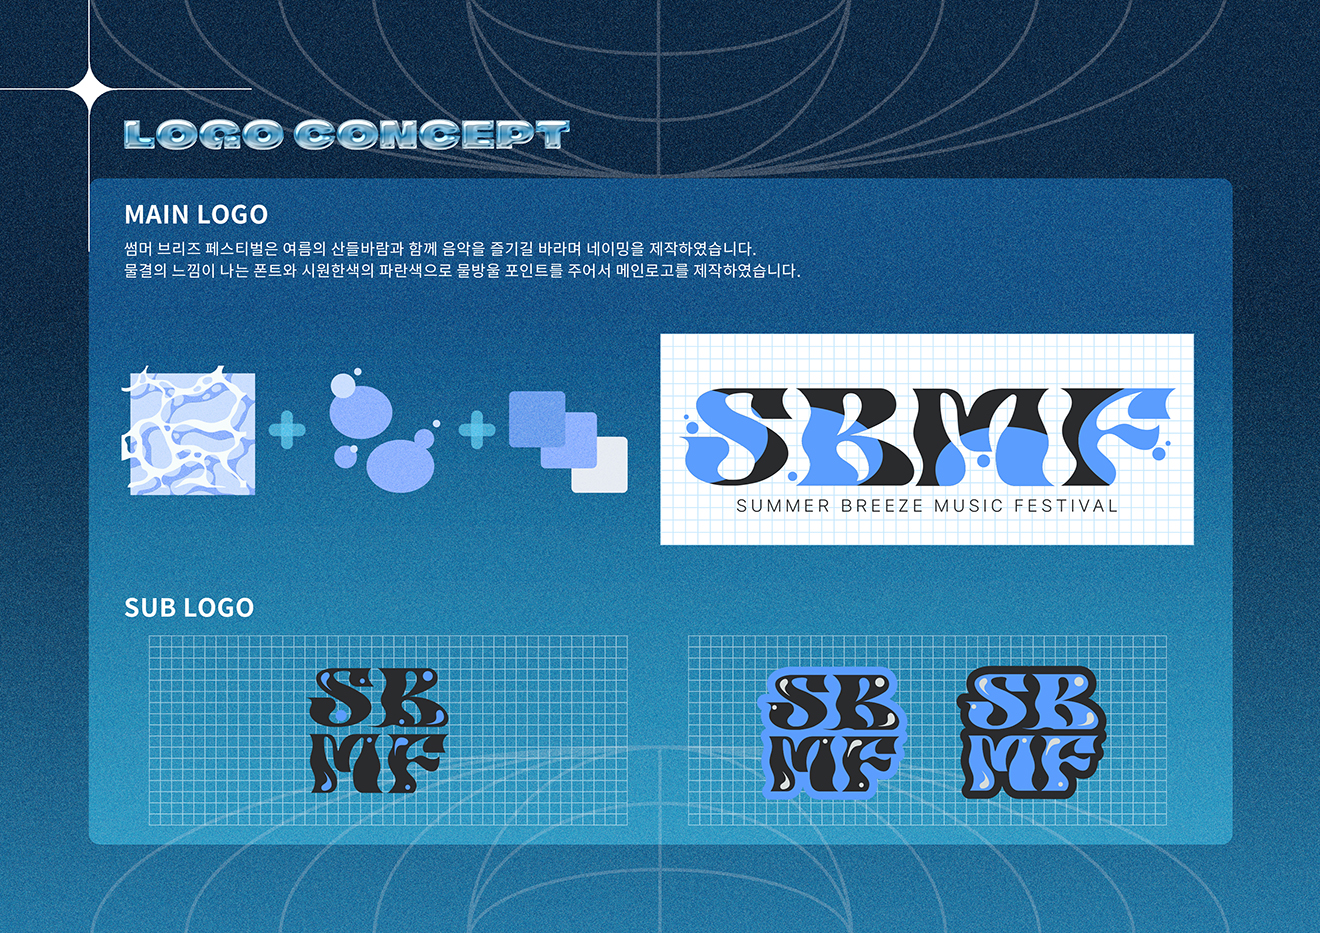 LOGO CONCEPT
MAIN LOGO
썸머 브리즈 페스티벌은 여름의 산들바람과 함께 음악을 즐기길 바라며 네이밍을 제작하였습니다.
물결의 느낌이 나는 폰트와 시원한색의 파란색으로 물방울 포인트를 주어서 메인로고를 제작하였습니다.
SBMF
SUMMER BREEZE MUSIC FESTIVAL
SUB LOGO
SB
MF
SB
MF
SB
MF